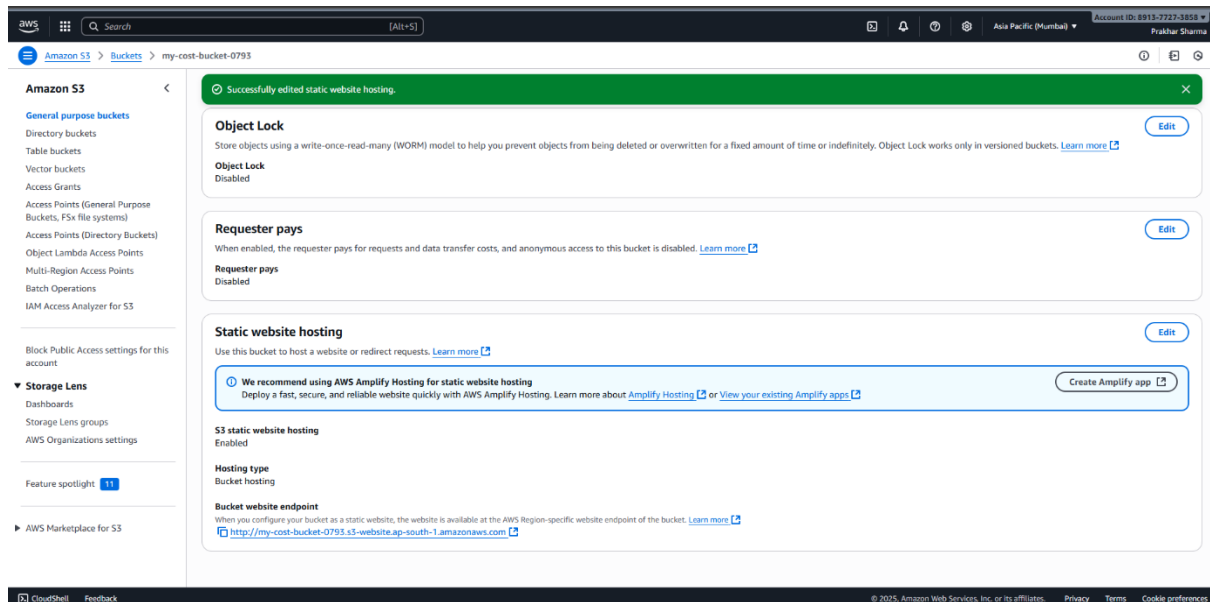 aws
Search
[Alt+S]
Asia Pacific (Mumbai)
Account ID: 8913-7727-3858
Prakhar Sharma
Amazon S3 > Buckets > my-cost-bucket-0793
Amazon S3
General purpose buckets
Directory buckets
Table buckets
Vector buckets
Access Grants
Access Points (General Purpose
Buckets, FSx file systems)
Access Points (Directory Buckets)
Object Lambda Access Points
Multi-Region Access Points
Batch Operations
IAM Access Analyzer for S3
Block Public Access settings for this
account
Storage Lens
Dashboards
Storage Lens groups
AWS Organizations settings
Feature spotlight 11
AWS Marketplace for S3
Successfully edited static website hosting.
Object Lock
Edit
Store objects using a write-once-read-many (WORM) model to help you prevent objects from being deleted or overwritten for a fixed amount of time or indefinitely. Object Lock works only in versioned buckets. Learn more
Object Lock
Disabled
Requester pays
Edit
When enabled, the requester pays for requests and data transfer costs, and anonymous access to this bucket is disabled. Learn more
Requester pays
Disabled
Static website hosting
Edit
Use this bucket to host a website or redirect requests. Learn more
We recommend using AWS Amplify Hosting for static website hosting
Deploy a fast, secure, and reliable website quickly with AWS Amplify Hosting. Learn more about Amplify Hosting or View your existing Amplify apps
Create Amplify app
S3 static website hosting
Enabled
Hosting type
Bucket hosting
Bucket website endpoint
When you configure your bucket as a static website, the website is available at the AWS Region-specific website endpoint of the bucket. Learn more
http://my-cost-bucket-0793.s3-website.ap-south-1.amazonaws.com
CloudShell Feedback
© 2025, Amazon Web Services, Inc. or its affiliates. Privacy Terms Cookie preferences